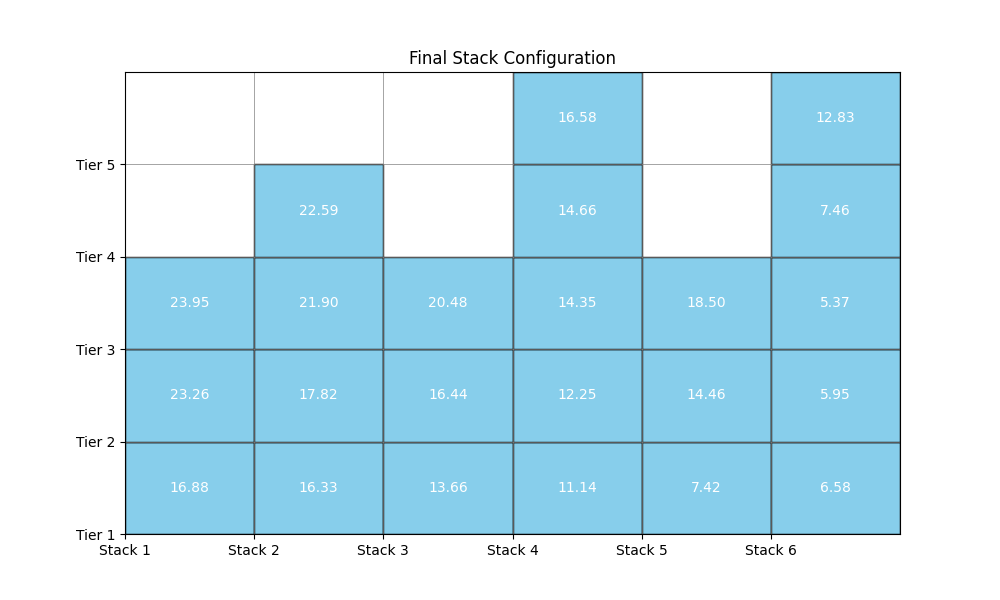 Final Stack Configuration
16.58 12.83
Tier 5
22.59 14.66 7.46
Tier 4
23.95 21.90 20.48 14.35 18.50 5.37
Tier 3
23.26 17.82 16.44 12.25 14.46 5.95
Tier 2
16.88 16.33 13.66 11.14 7.42 6.58
Tier 1
Stack 1 Stack 2 Stack 3 Stack 4 Stack 5 Stack 6